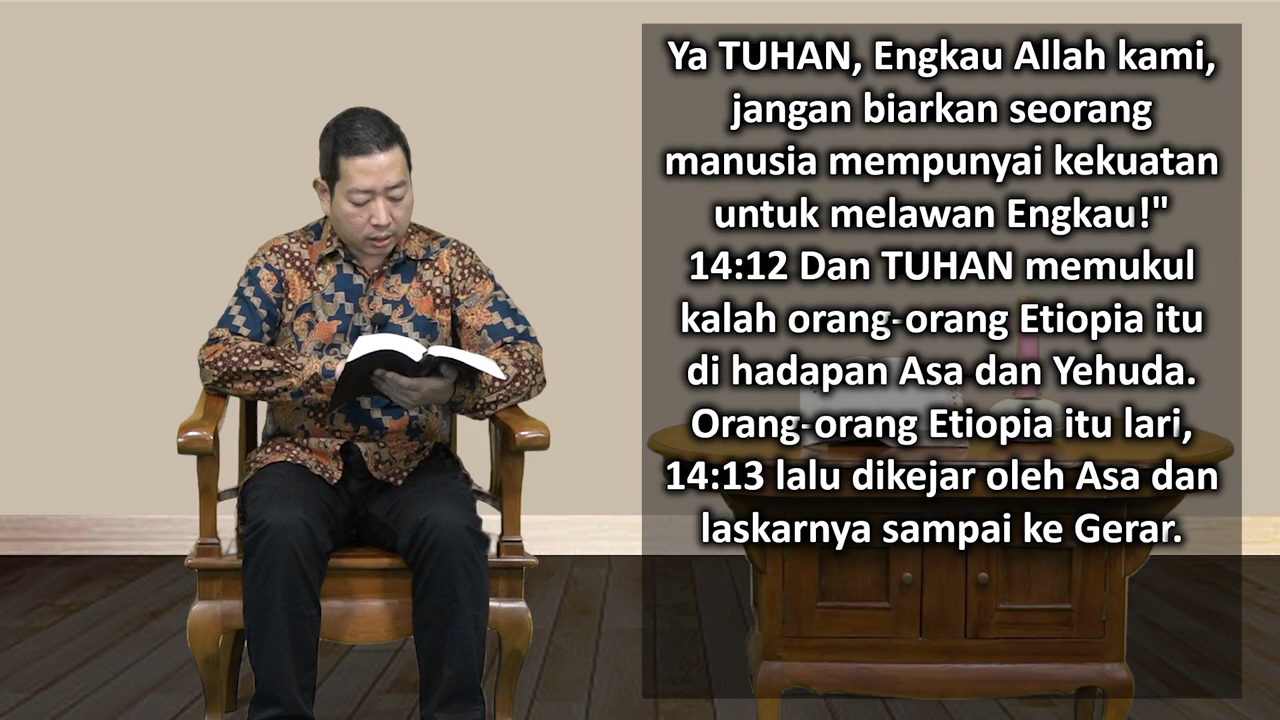 Ya TUHAN, Engkau Allah kami,
jangan biarkan seorang
manusia mempunyai kekuatan
untuk melawan Engkau!"
14:12 Dan TUHAN memukul
kalah orang-orang Etiopia itu
di hadapan Asa dan Yehuda.
Orang-orang Etiopia itu lari,
14:13 lalu dikejar oleh Asa dan
laskarnya sampai ke Gerar.